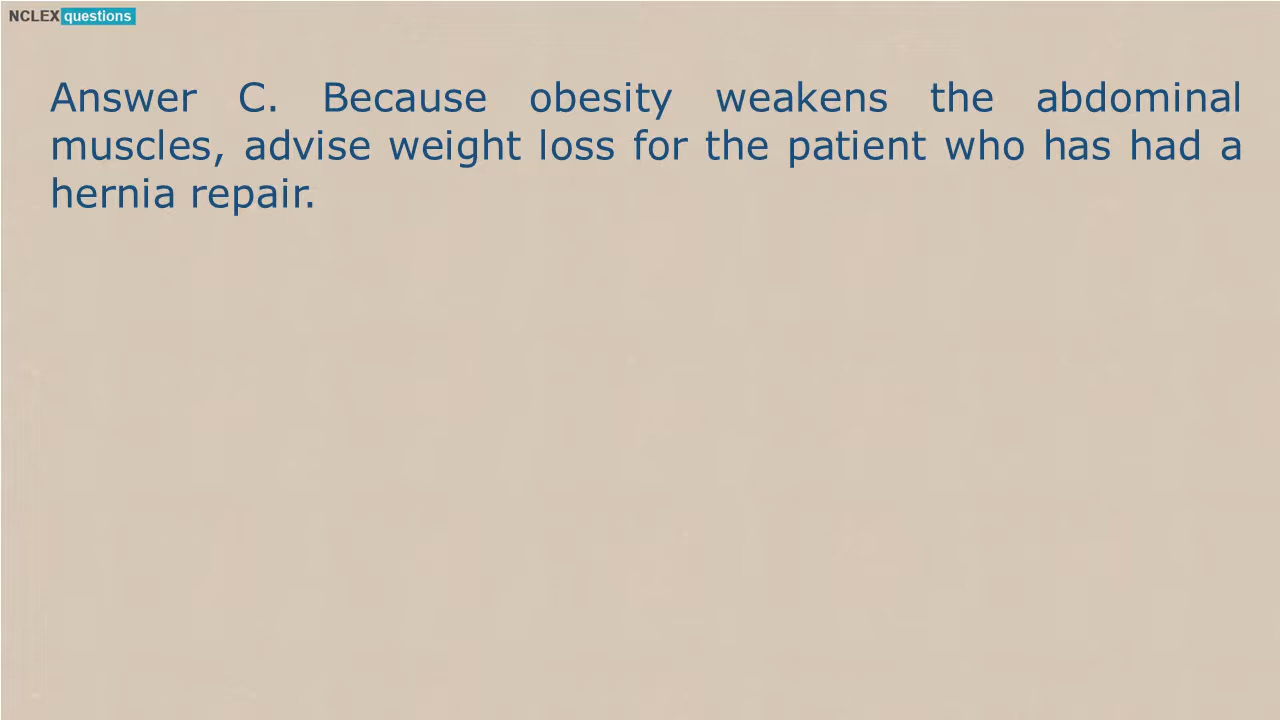 NCLEX questions
Answer C. Because obesity weakens the abdominal
muscles, advise weight loss for the patient who has had a
hernia repair.